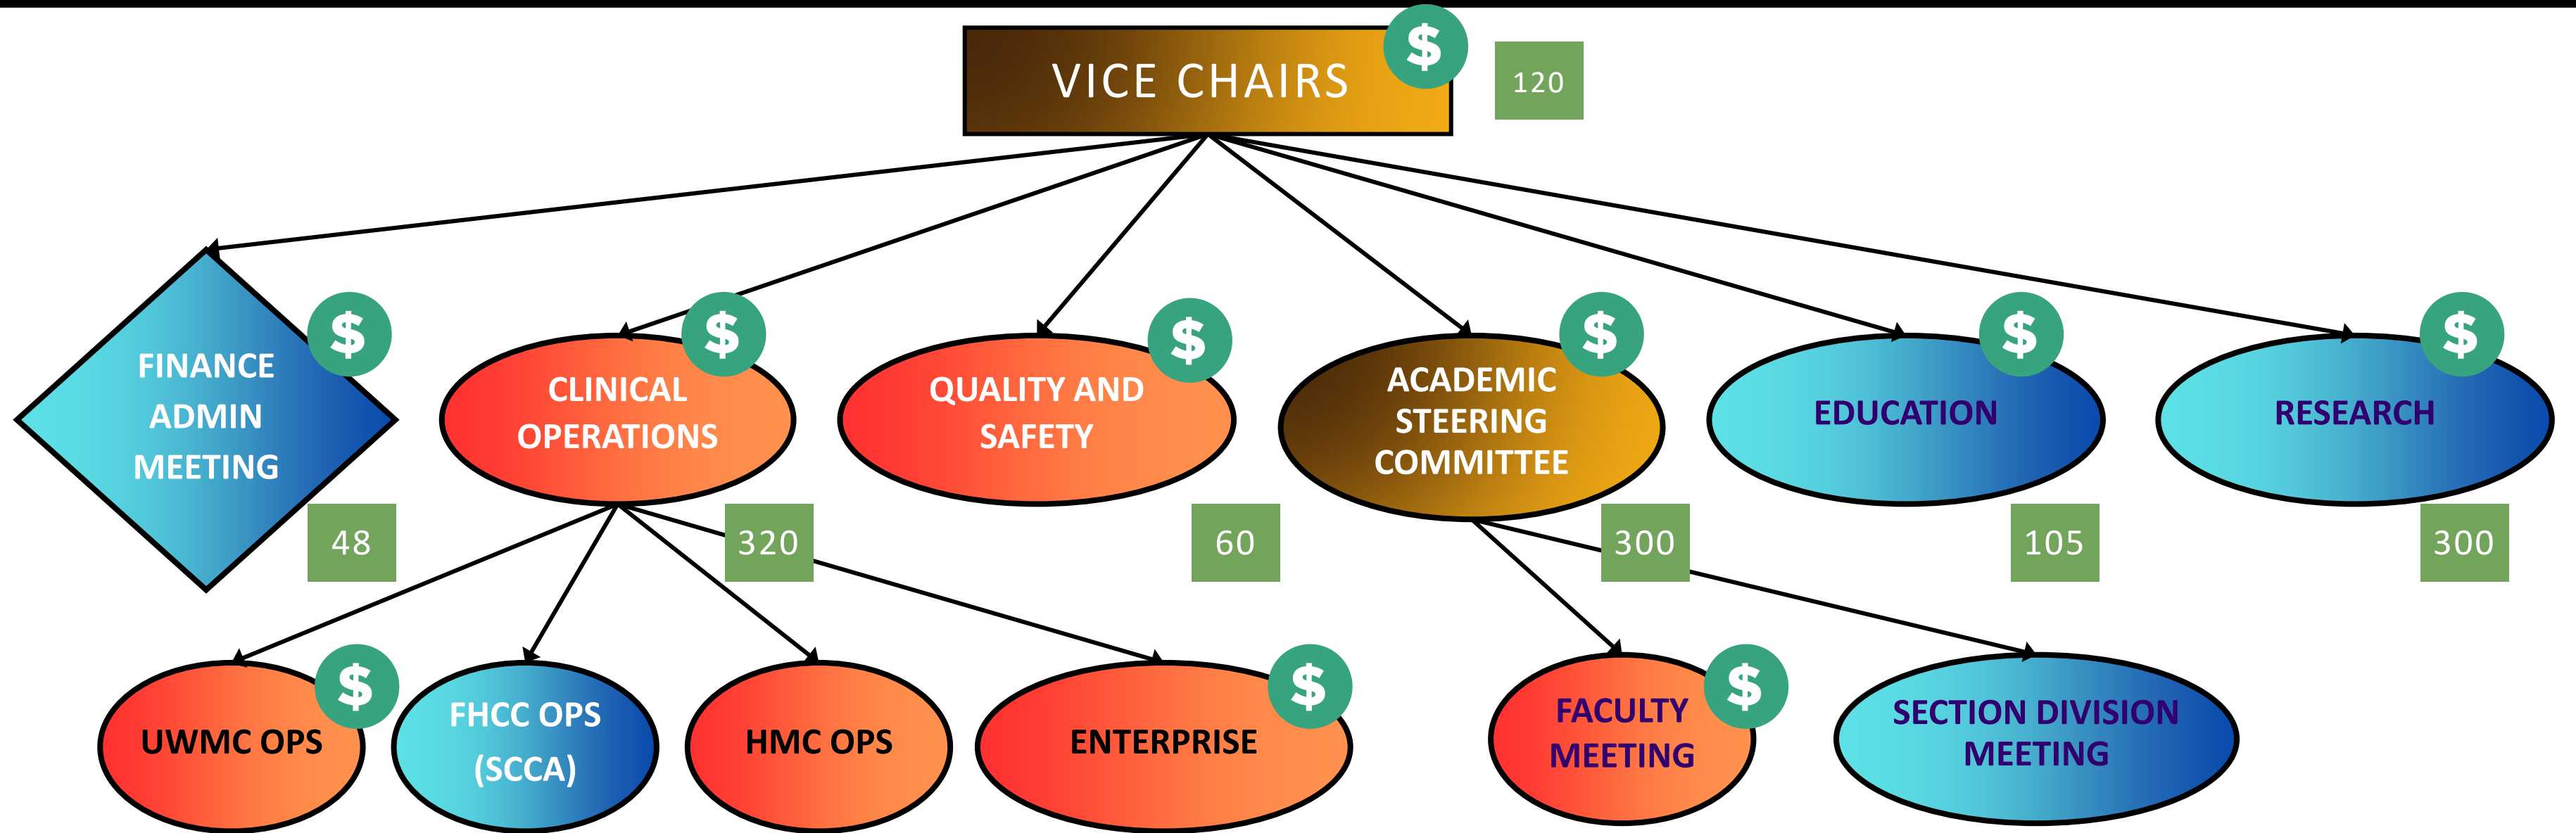 VICE CHAIRS
$
120
FINANCE
ADMIN
MEETING
$
48
CLINICAL
OPERATIONS
$
320
QUALITY AND
SAFETY
$
60
ACADEMIC
STEERING
COMMITTEE
$
300
EDUCATION
$
105
RESEARCH
$
300
UWMC OPS
$
FHCC OPS
(SCCA)
HMC OPS
ENTERPRISE
$
FACULTY
MEETING
$
SECTION DIVISION
MEETING